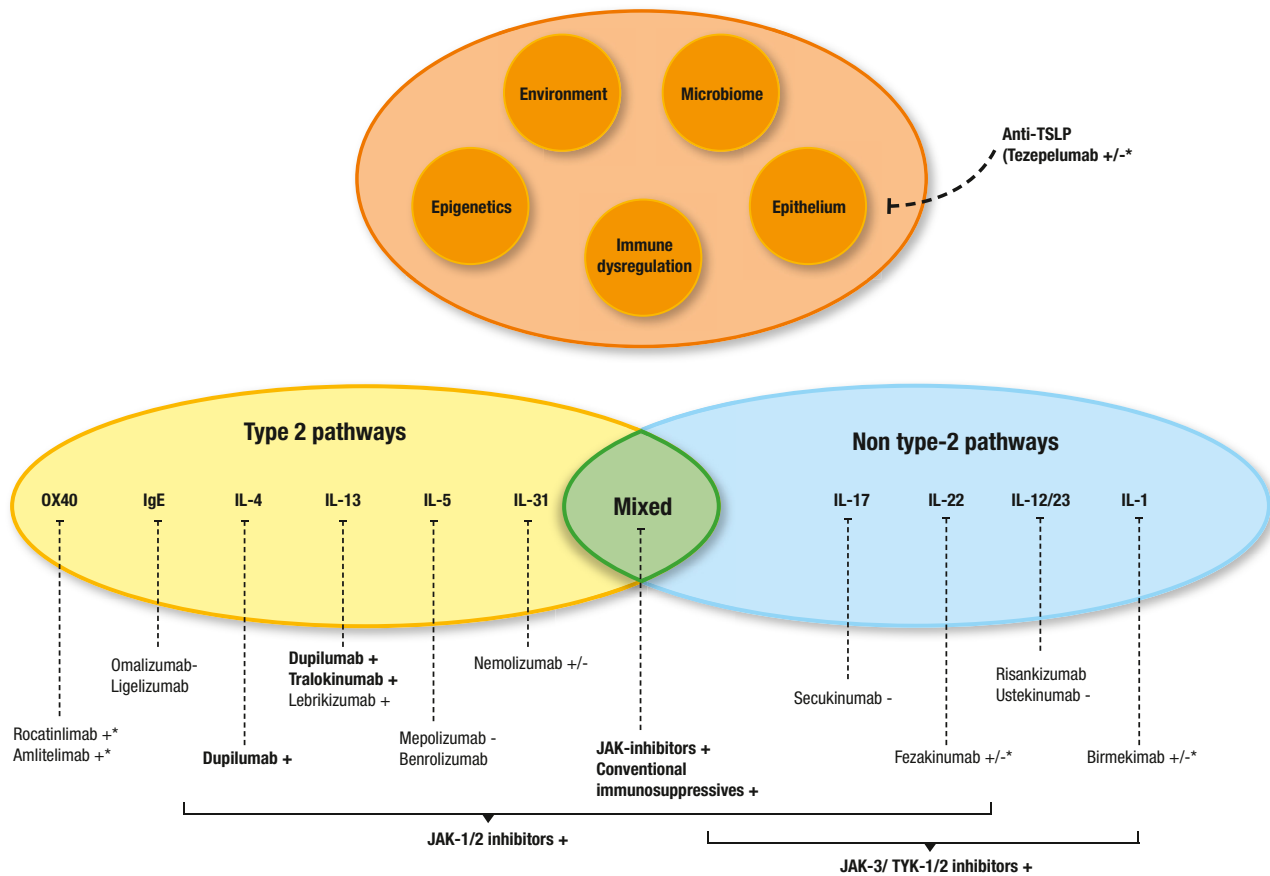 Environment
Microbiome
Anti-TSLP
(Tezepelumab +/-*
Epigenetics
Epithelium
Immune
dysregulation
Type 2 pathways
Non type-2 pathways
OX40
IgE
IL-4
IL-13
IL-5
IL-31
Mixed
IL-17
IL-22
IL-12/23
IL-1
Rocatinlimab +*
Amlitelimab +*
Omalizumab-
Ligelizumab
Dupilumab +
Dupilumab +
Tralokinumab +
Lebrikizumab +
Mepolizumab -
Benrolizumab
Nemolizumab +/-
JAK-inhibitors +
Conventional
immunosuppressives +
Secukinumab -
Fezakinumab +/-*
Risankizumab
Ustekinumab -
Birmekimab +/-*
JAK-1/2 inhibitors +
JAK-3/ TYK-1/2 inhibitors +